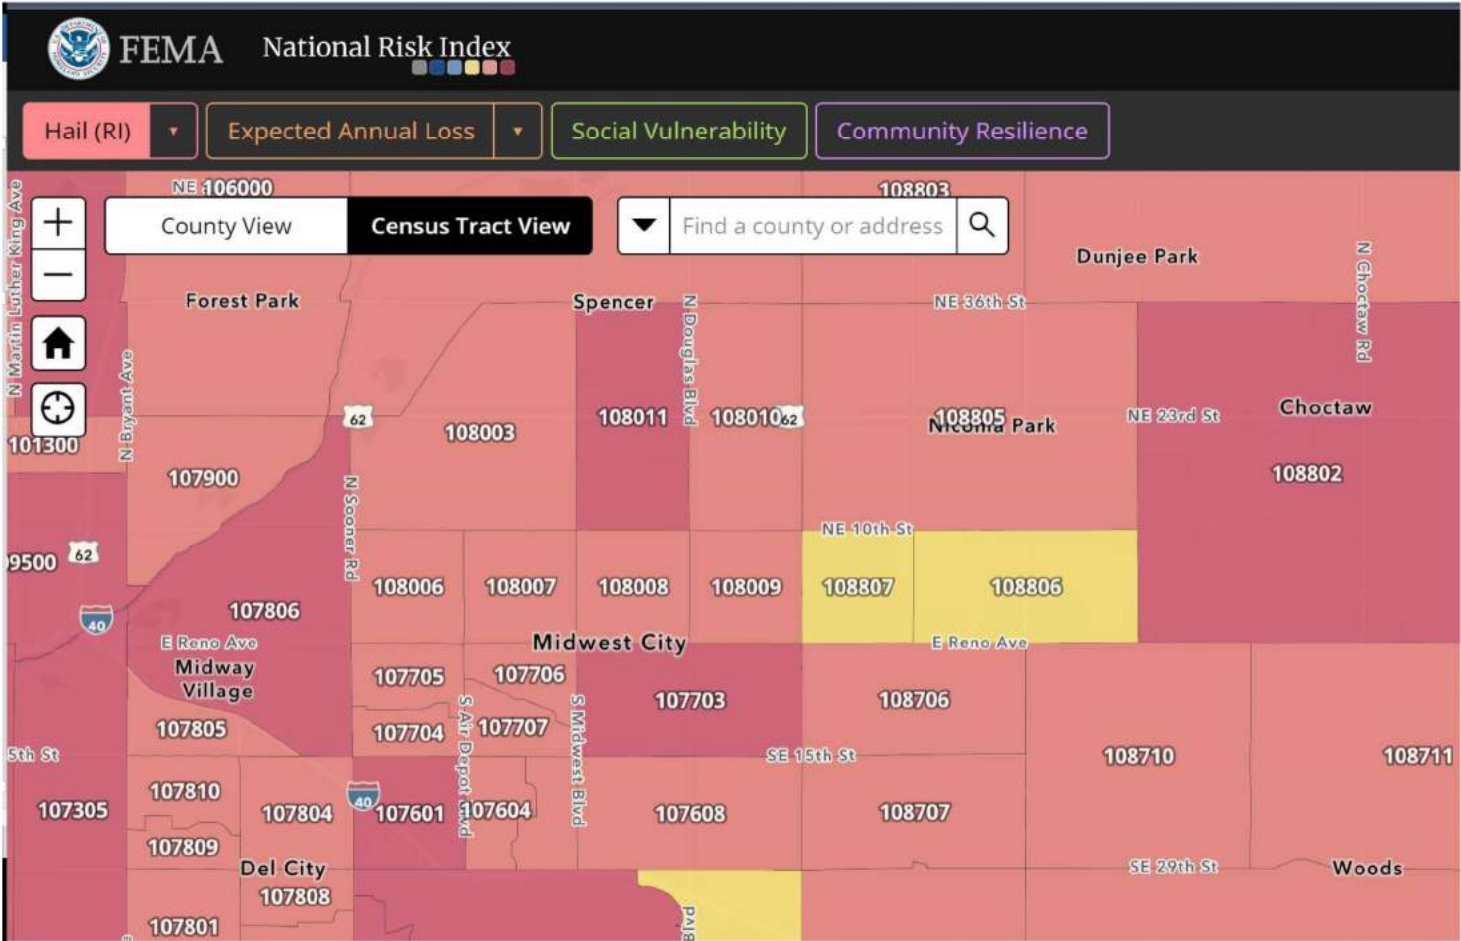 FEMA National Risk Index
Hail (RI) Expected Annual Loss Social Vulnerability Community Resilience
NE 106000 108803
County View Census Tract View Find a county or address
N Martin Luther King Ave
Dunjee Park
N Choctaw Rd
Forest Park Spencer NE 36th St
N Douglas Blvd
N Bryant Ave
62 108003 108011 108010 62 108805 Nicoma Park NE 23rd St Choctaw
101300
107900 108802
N Sooner Rd
NE 10th St
9500 62
108006 108007 108008 108009 108807 108806
40 107806
E Reno Ave Midwest City E Reno Ave
Midway
Village
107705 107706 107703 108706
107805 107704 107707
S Air Depot Blvd
S Midwest Blvd
5th St SE 15th St 108710 108711
107810 107305 107804 40 107601 107604 107608 108707
107809
Del City SE 29th St Woods
107808
107801
Blvd